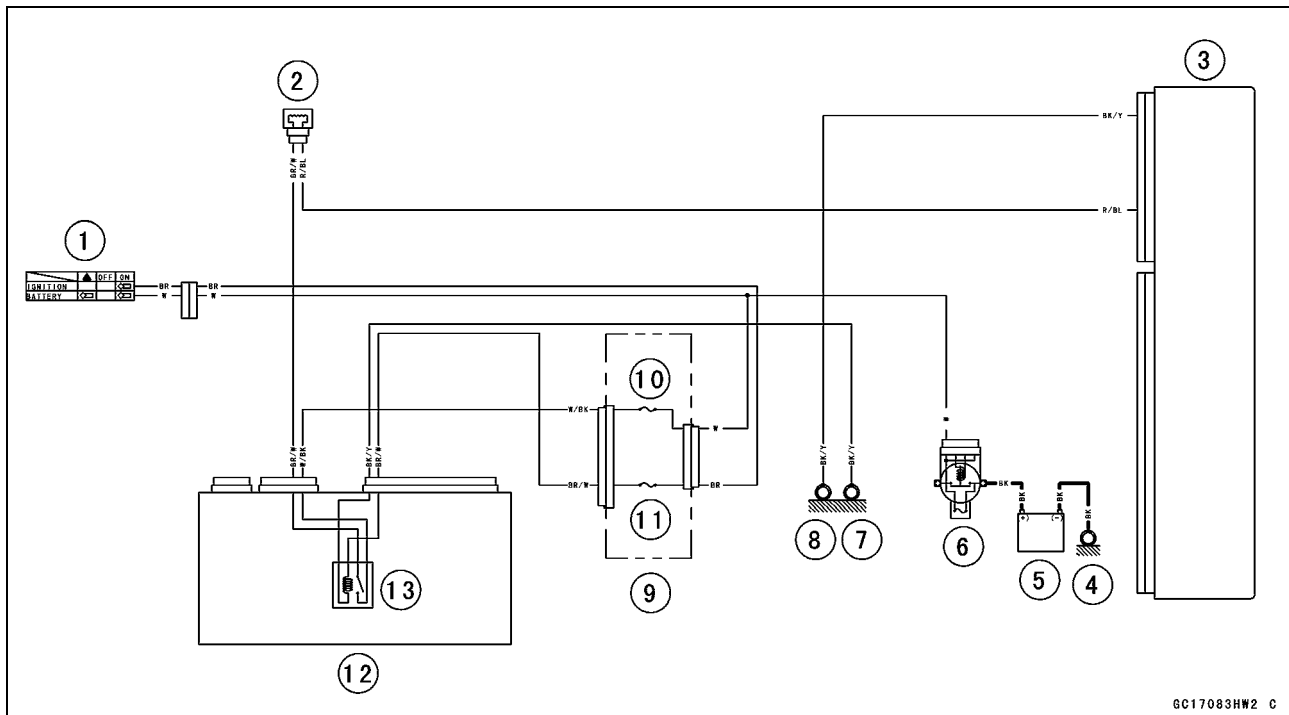 2
3
BK/Y
BR/W
R/BL
R/BL
1
▲ OFF ON
IGNITION
BATTERY
BR
BR
W
W
10
W/BK
W
BR/W
W/BK
BK/Y
BR/W
BK/Y
BK/Y
W
BR/W
BR
11
BK
BK
BK
(+)
(-)
8
7
6
5
4
9
13
12
GC17083HW2 C